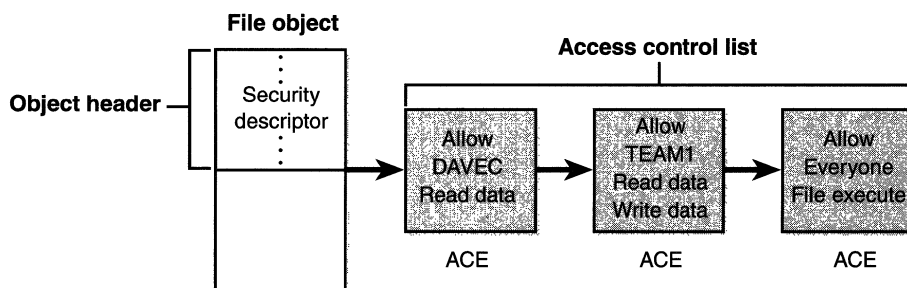 File object
Access control list
Object header
Security
descriptor
Allow
DAVEC
Read data
Allow
TEAM1
Read data
Write data
Allow
Everyone
File execute
ACE
ACE
ACE